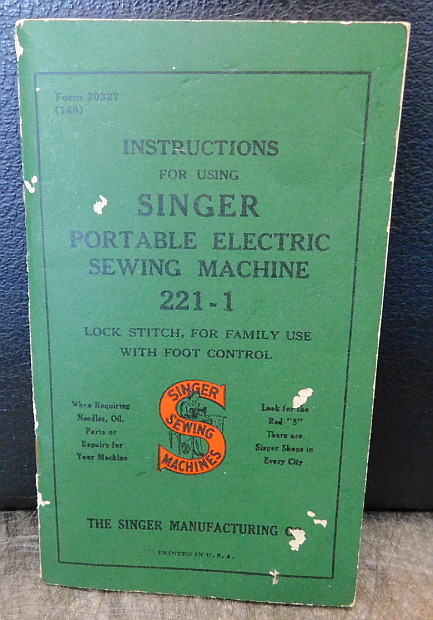 Form 20327
(148)
INSTRUCTIONS
FOR USING
SINGER
PORTABLE ELECTRIC
SEWING MACHINE
221-1
LOCK STITCH, FOR FAMILY USE
WITH FOOT CONTROL
When Requiring
Needles, Oil,
Parts or
Repairs for
Your Machine
SINGER
SEWING
MACHINES
Look for the
Red "S"
There are
Singer Shops in
Every City
THE SINGER MANUFACTURING CO.
PRINTED IN U. S. A.